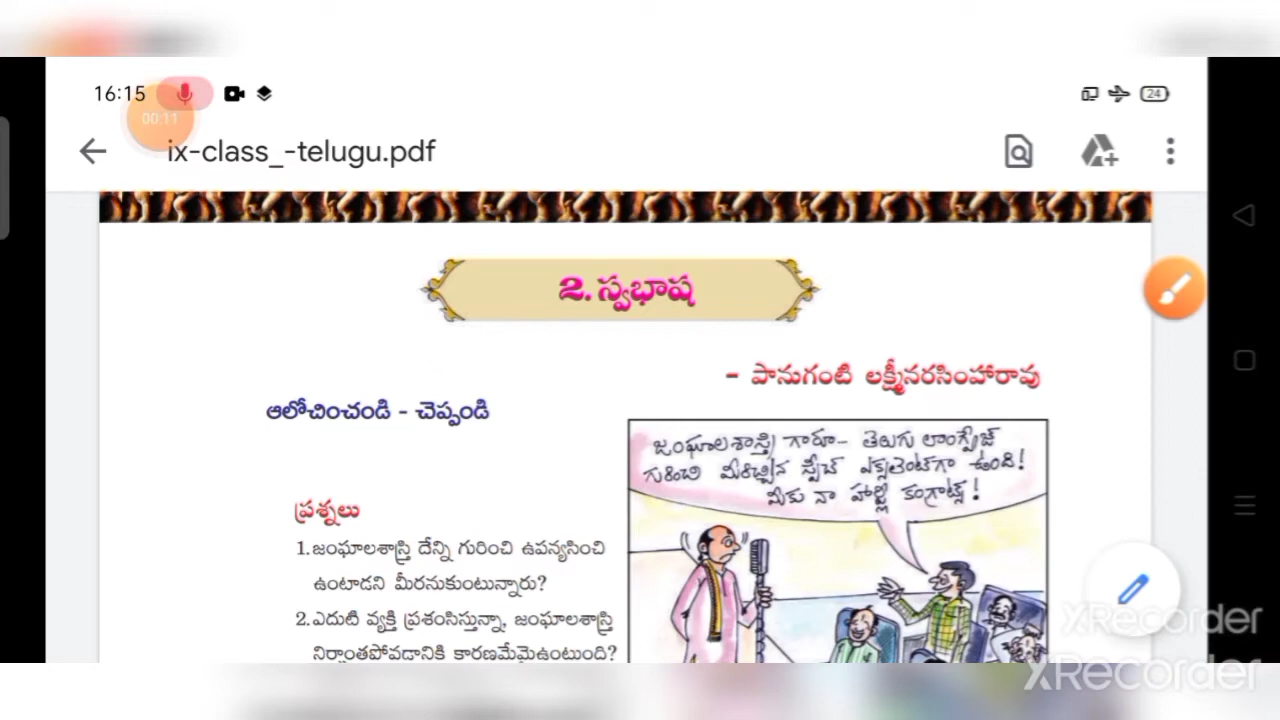 16:15
24
00:11
ix-class_-telugu.pdf
2. స్వభాష
- పానుగంటి లక్ష్మీనరసింహారావు
ఆలోచించండి - చెప్పండి
జంఘాలశాస్త్రి గారూ- తెలుగు లాంగ్వేజ్
గురించి మీరిచ్చిన స్పీచ్ ఎక్స్‌లెంట్‌గా ఉంది!
మీకు నా హార్ట్లీ కంగ్రాట్స్!
ప్రశ్నలు
1. జంఘాలశాస్త్రి దేన్ని గురించి ఉపన్యసించి
ఉంటాడని మీరనుకుంటున్నారు?
2. ఎదుటి వ్యక్తి ప్రశంసిస్తున్నా, జంఘాలశాస్త్రి
నిర్ఘాంతపోవడానికి కారణమేమైఉంటుంది?
XRecorder
XRecorder